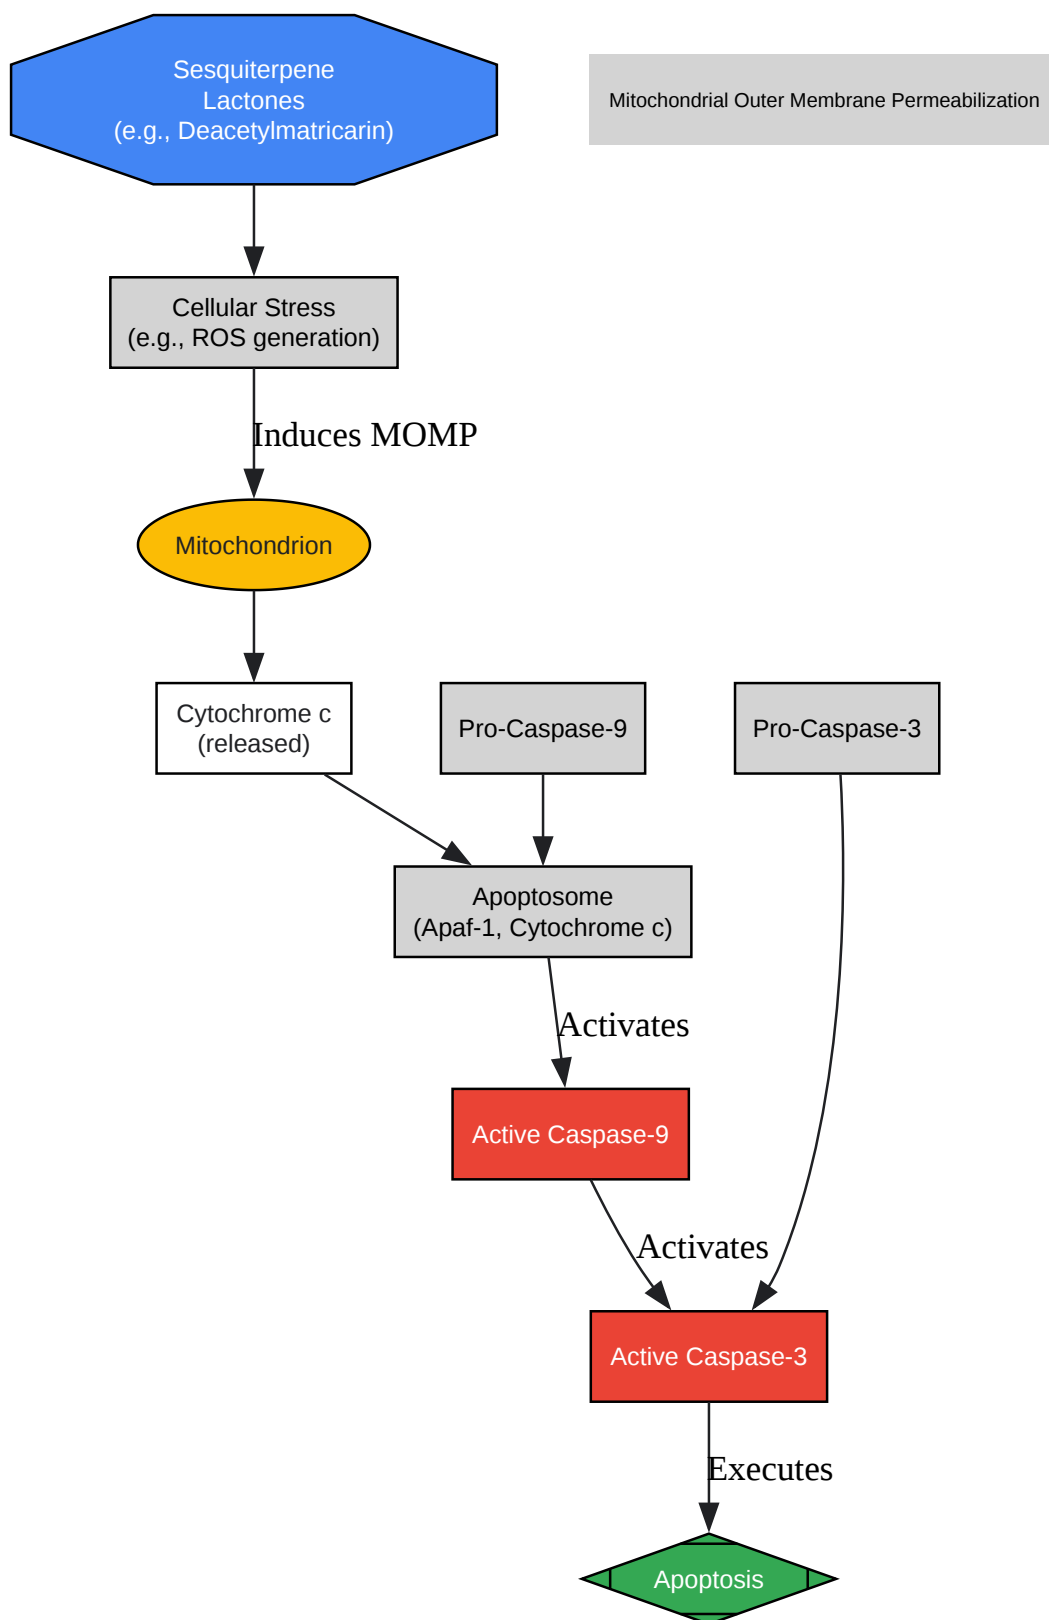 Sesquiterpene
Lactones
(e.g., Deacetylmatricarin)
Mitochondrial Outer Membrane Permeabilization
Cellular Stress
(e.g., ROS generation)
Induces MOMP
Mitochondrion
Cytochrome c
(released)
Pro-Caspase-9
Pro-Caspase-3
Apoptosome
(Apaf-1, Cytochrome c)
Activates
Active Caspase-9
Activates
Active Caspase-3
Executes
Apoptosis